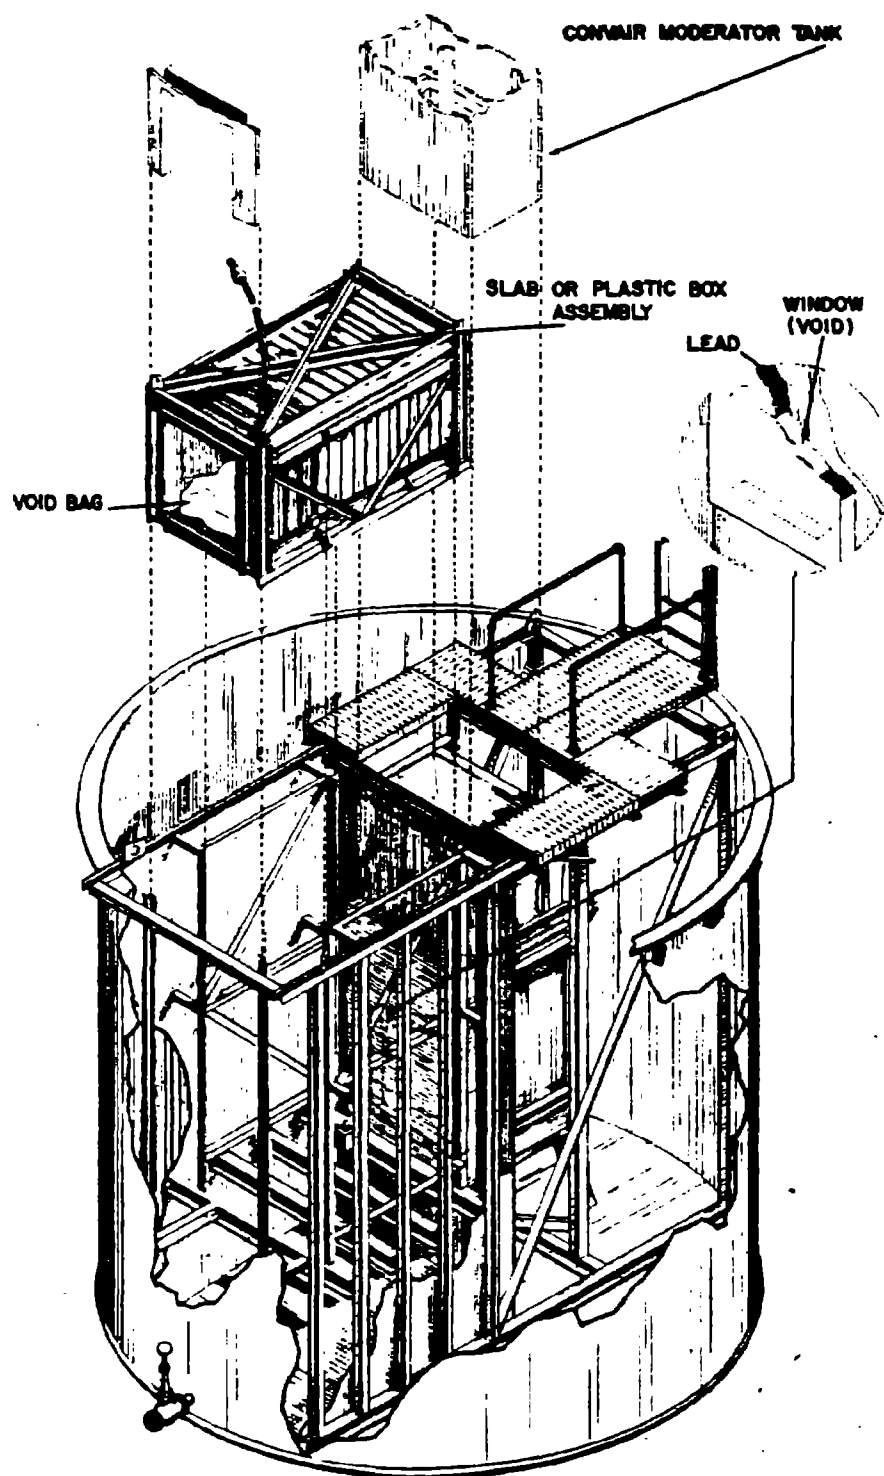 CONVAIR MODERATOR TANK
SLAB OR PLASTIC BOX
ASSEMBLY
WINDOW
(VOID)
LEAD
VOID BAG